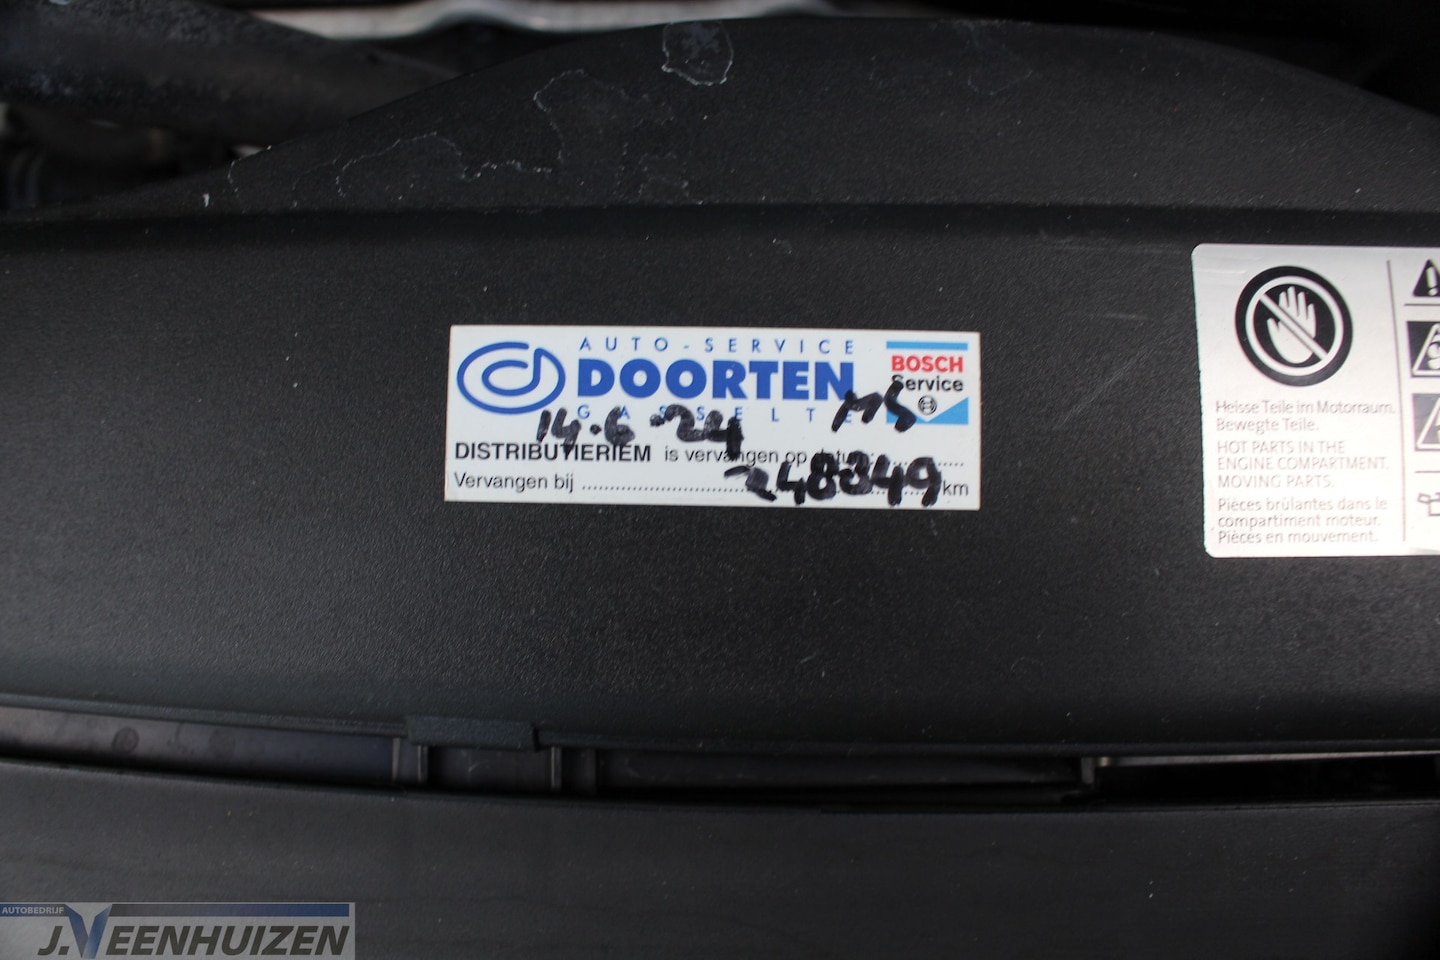 AUTO-SERVICE
DOORTEN
GASSELTE
BOSCH
Service
14-6-24 MS
DISTRIBUTIERIEM is vervangen op datum:
Vervangen bij 248349 km
Heisse Teile im Motorraum.
Bewegte Teile.
HOT PARTS IN THE
ENGINE COMPARTMENT.
MOVING PARTS.
Pièces brûlantes dans le
compartiment moteur.
Pièces en mouvement.
AUTOBEDRIJF
J.VEENHUIZEN